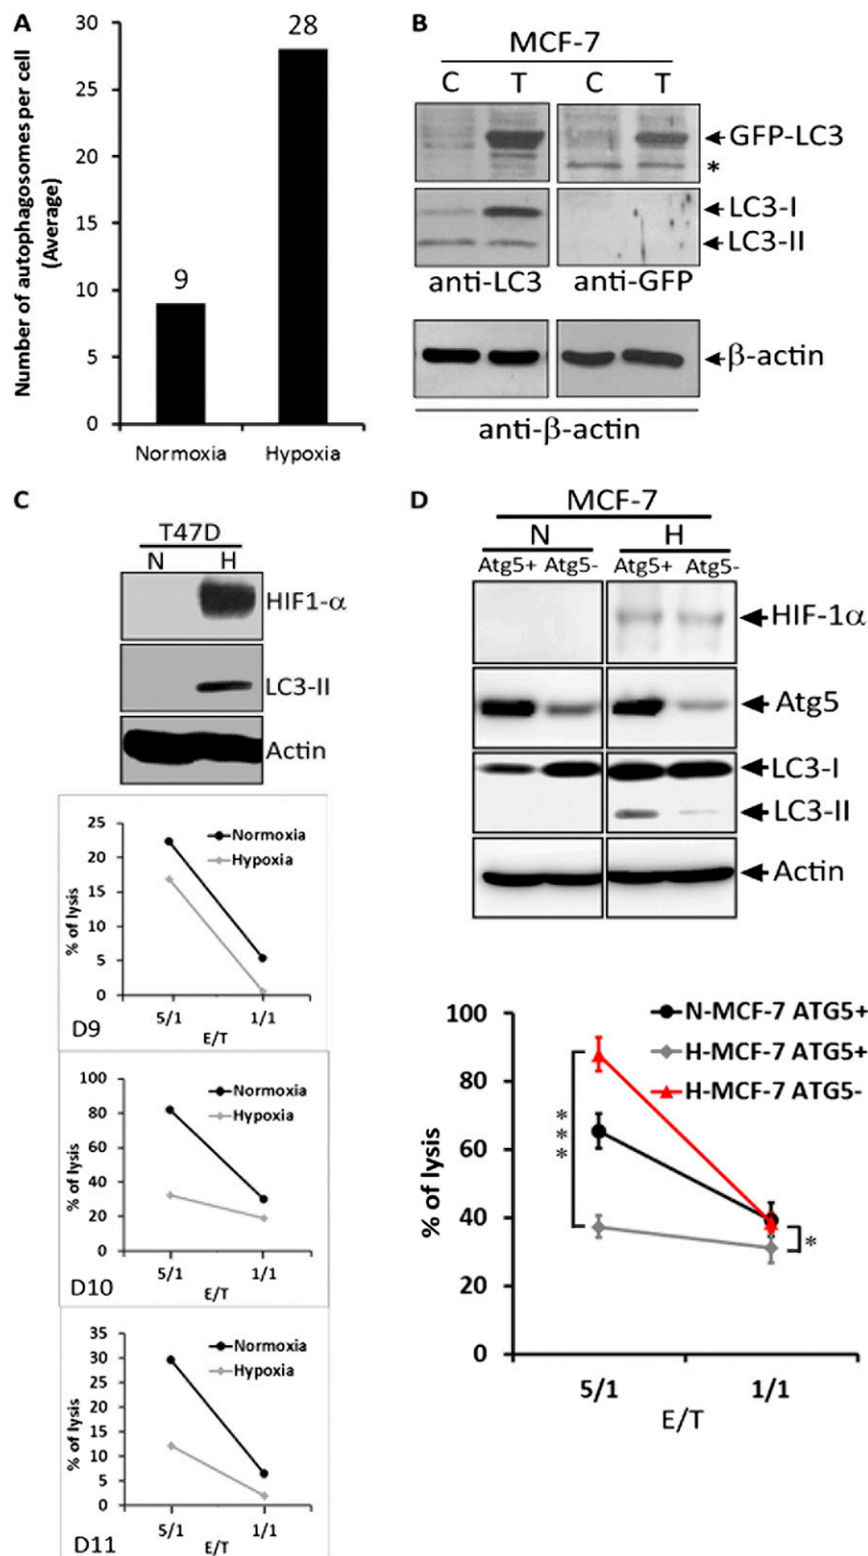 A
Number of autophagosomes per cell
(Average)
30
25
20
15
10
5
0
9
28
Normoxia
Hypoxia
B
MCF-7
C T C T
GFP-LC3
*
LC3-I
LC3-II
anti-LC3 anti-GFP
β-actin
anti-β-actin
C
T47D
N H
HIF1-α
LC3-II
Actin
% of lysis
25
20
15
10
5
0
Normoxia
Hypoxia
5/1 1/1
E/T
D9
% of lysis
100
80
60
40
20
0
Normoxia
Hypoxia
5/1 1/1
E/T
D10
% of lysis
35
30
25
20
15
10
5
0
Normoxia
Hypoxia
5/1 1/1
E/T
D11
D
MCF-7
N H
Atg5+ Atg5- Atg5+ Atg5-
HIF-1α
Atg5
LC3-I
LC3-II
Actin
% of lysis
100
80
60
40
20
0
N-MCF-7 ATG5+
H-MCF-7 ATG5+
H-MCF-7 ATG5-
***
*
5/1 1/1
E/T